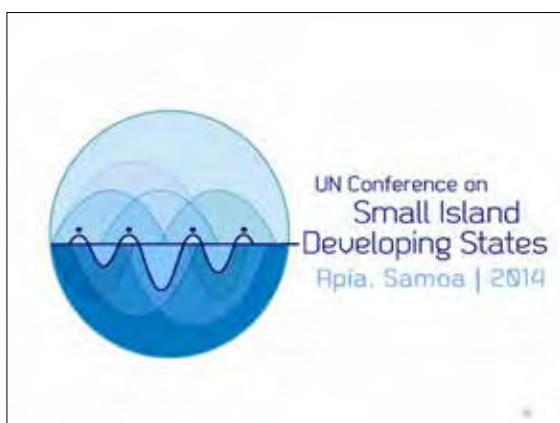 UN Conference on
Small Island
Developing States
Apia, Samoa | 2014